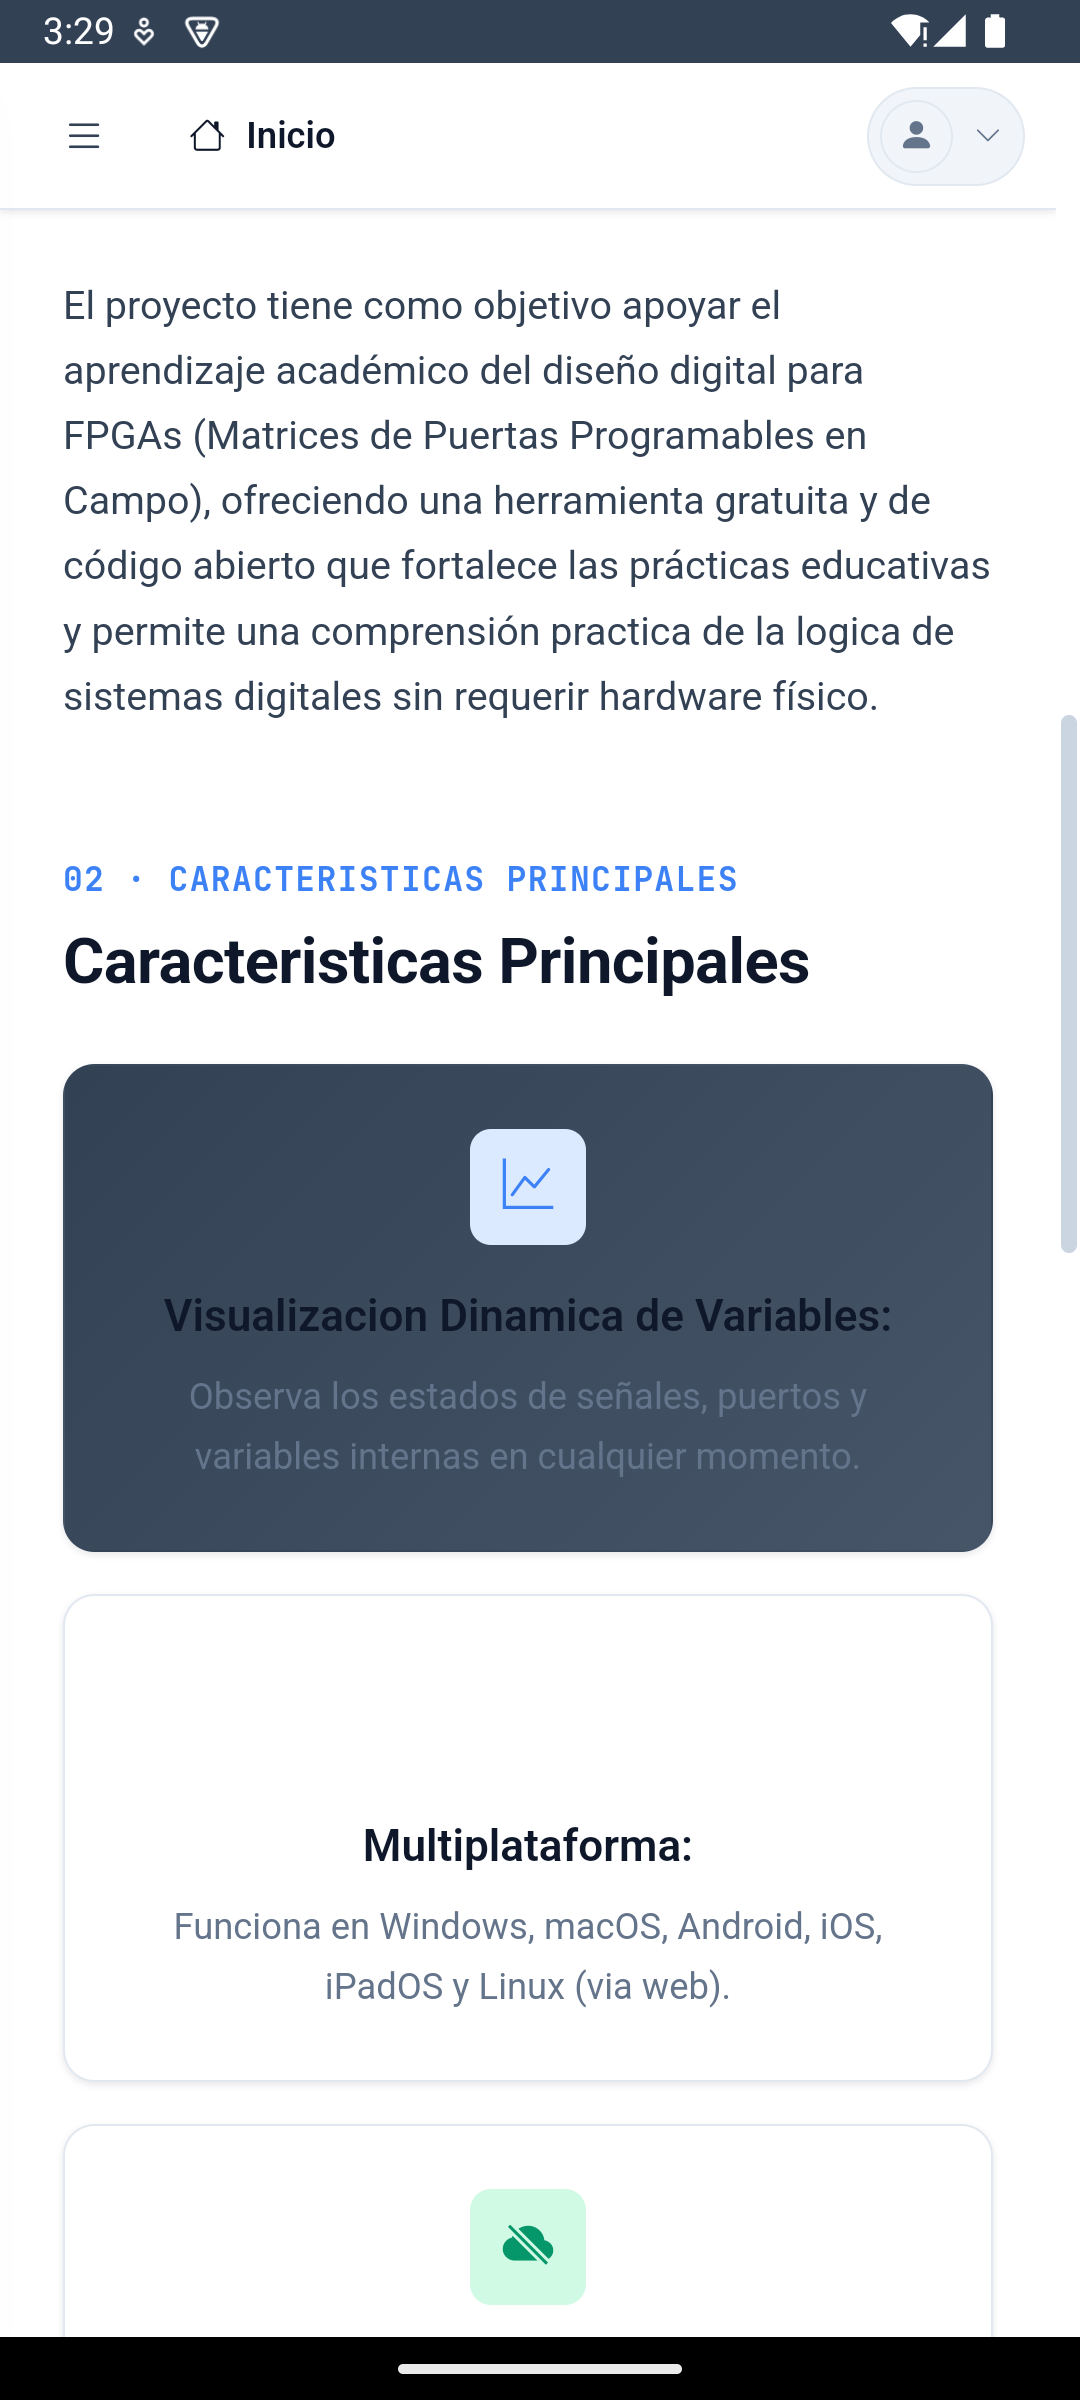 3:29
Inicio
El proyecto tiene como objetivo apoyar el
aprendizaje académico del diseño digital para
FPGAs (Matrices de Puertas Programables en
Campo), ofreciendo una herramienta gratuita y de
código abierto que fortalece las prácticas educativas
y permite una comprensión practica de la logica de
sistemas digitales sin requerir hardware físico.
02 · CARACTERISTICAS PRINCIPALES
Caracteristicas Principales
Visualizacion Dinamica de Variables:
Observa los estados de señales, puertos y
variables internas en cualquier momento.
Multiplataforma:
Funciona en Windows, macOS, Android, iOS,
iPadOS y Linux (via web).